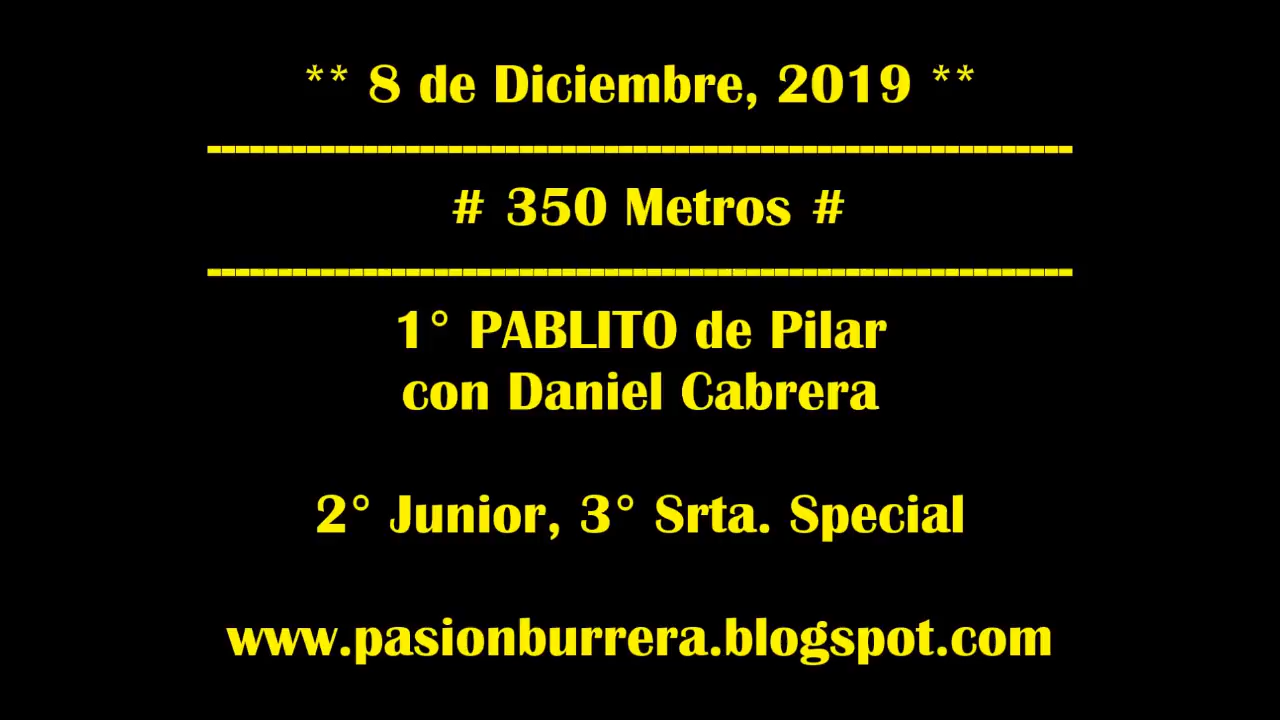 ** 8 de Diciembre, 2019 **
-------------------------------------------------------------
# 350 Metros #
-------------------------------------------------------------
1° PABLITO de Pilar
con Daniel Cabrera
2° Junior, 3° Srta. Special
www.pasionburrera.blogspot.com